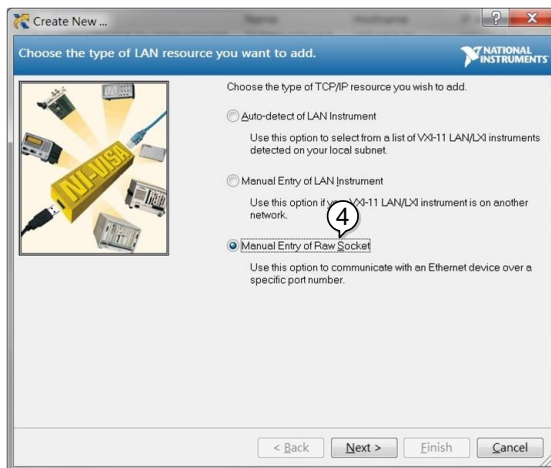 Create New ...
Choose the type of LAN resource you want to add.
NATIONAL
INSTRUMENTS
NI-VISA
Choose the type of TCP/IP resource you wish to add.
Auto-detect of LAN Instrument
Use this option to select from a list of VXI-11 LAN/LXI instruments
detected on your local subnet.
Manual Entry of LAN Instrument
Use this option if VXI-11 LAN/LXI instrument is on another
network.
4
Manual Entry of Raw Socket
Use this option to communicate with an Ethernet device over a
specific port number.
< Back Next > Finish Cancel